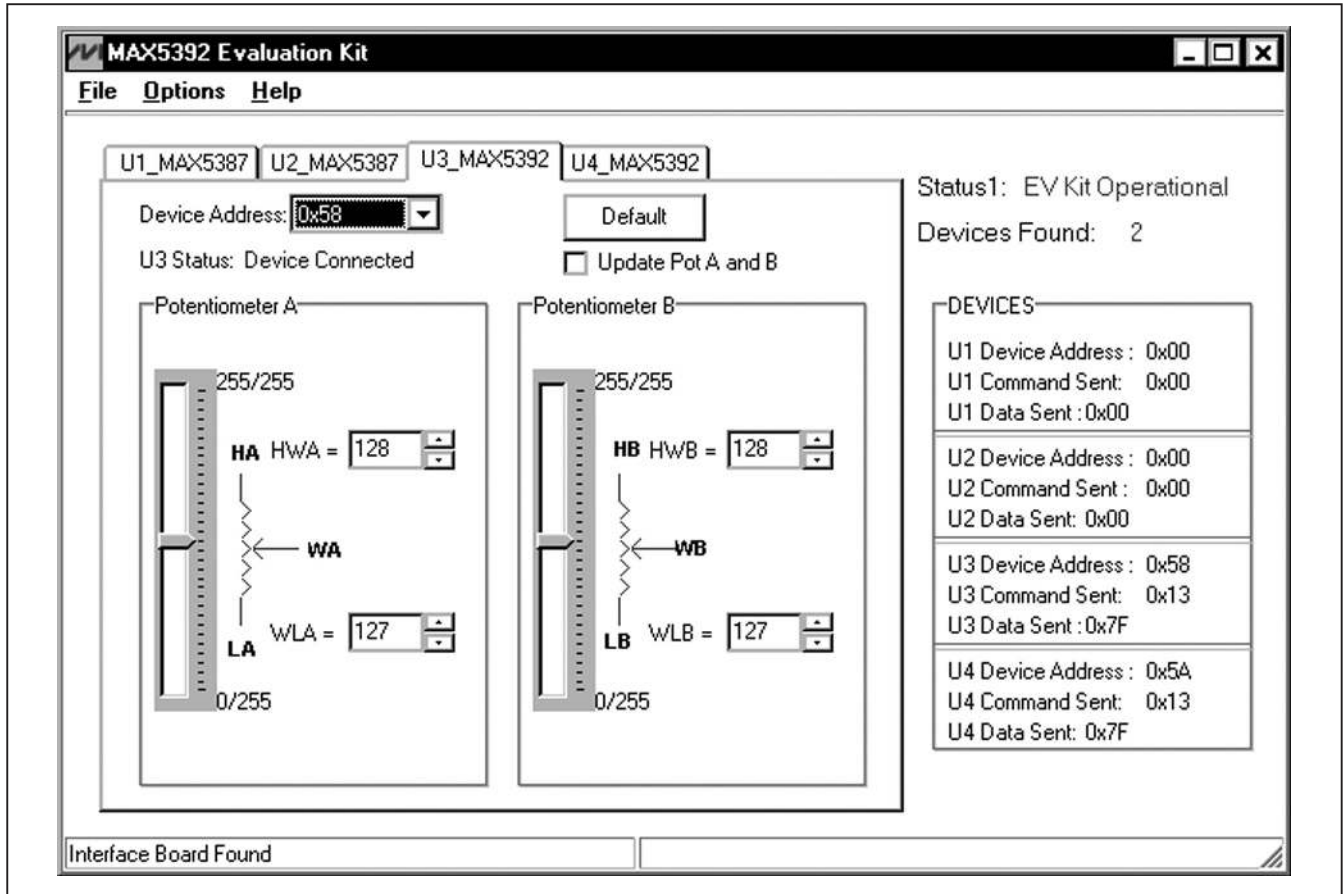 MAX5392 Evaluation Kit
File Options Help
U1_MAX5387 U2_MAX5387 U3_MAX5392 U4_MAX5392
Device Address: 0x58
Default
U3 Status: Device Connected
Update Pot A and B
Potentiometer A
255/255
HA HWA = 128
WA
LA WLA = 127
0/255
Potentiometer B
255/255
HB HWB = 128
WB
LB WLB = 127
0/255
Status1: EV Kit Operational
Devices Found: 2
DEVICES
U1 Device Address : 0x00
U1 Command Sent: 0x00
U1 Data Sent : 0x00
U2 Device Address : 0x00
U2 Command Sent : 0x00
U2 Data Sent: 0x00
U3 Device Address : 0x58
U3 Command Sent: 0x13
U3 Data Sent : 0x7F
U4 Device Address : 0x5A
U4 Command Sent: 0x13
U4 Data Sent: 0x7F
Interface Board Found